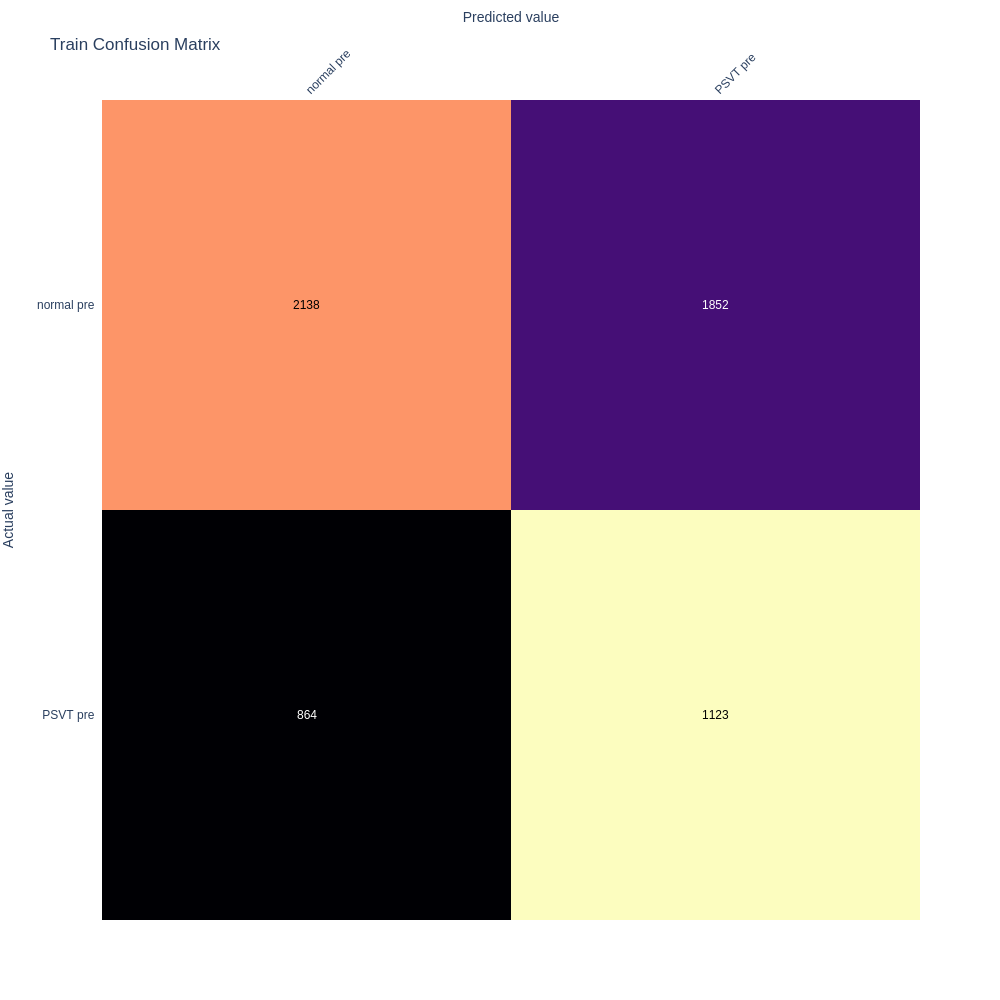 Predicted value
Train Confusion Matrix
normal pre
PSVT pre
normal pre
2138
1852
Actual value
PSVT pre
864
1123